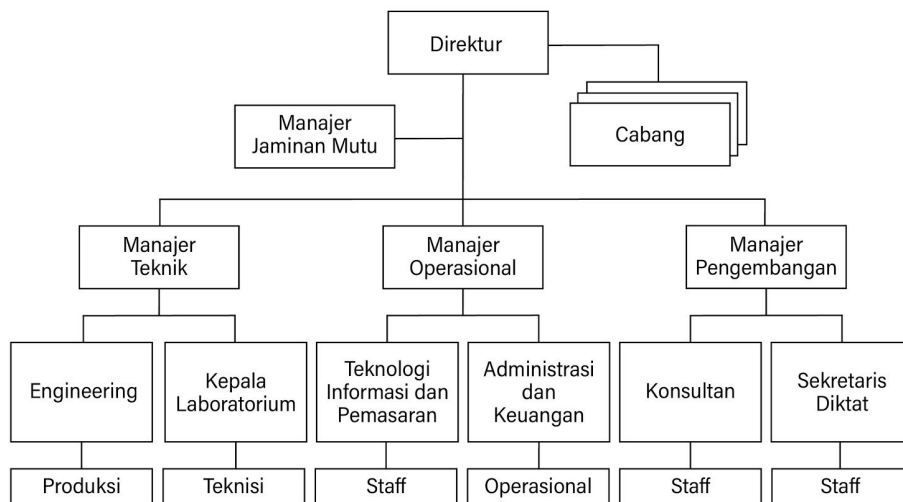 Direktur
Manajer
Jaminan Mutu
Cabang
Manajer
Teknik
Manajer
Operasional
Manajer
Pengembangan
Engineering
Kepala
Laboratorium
Teknologi
Informasi dan
Pemasaran
Administrasi
dan
Keuangan
Konsultan
Sekretaris
Diktat
Produksi
Teknisi
Staff
Operasional
Staff
Staff